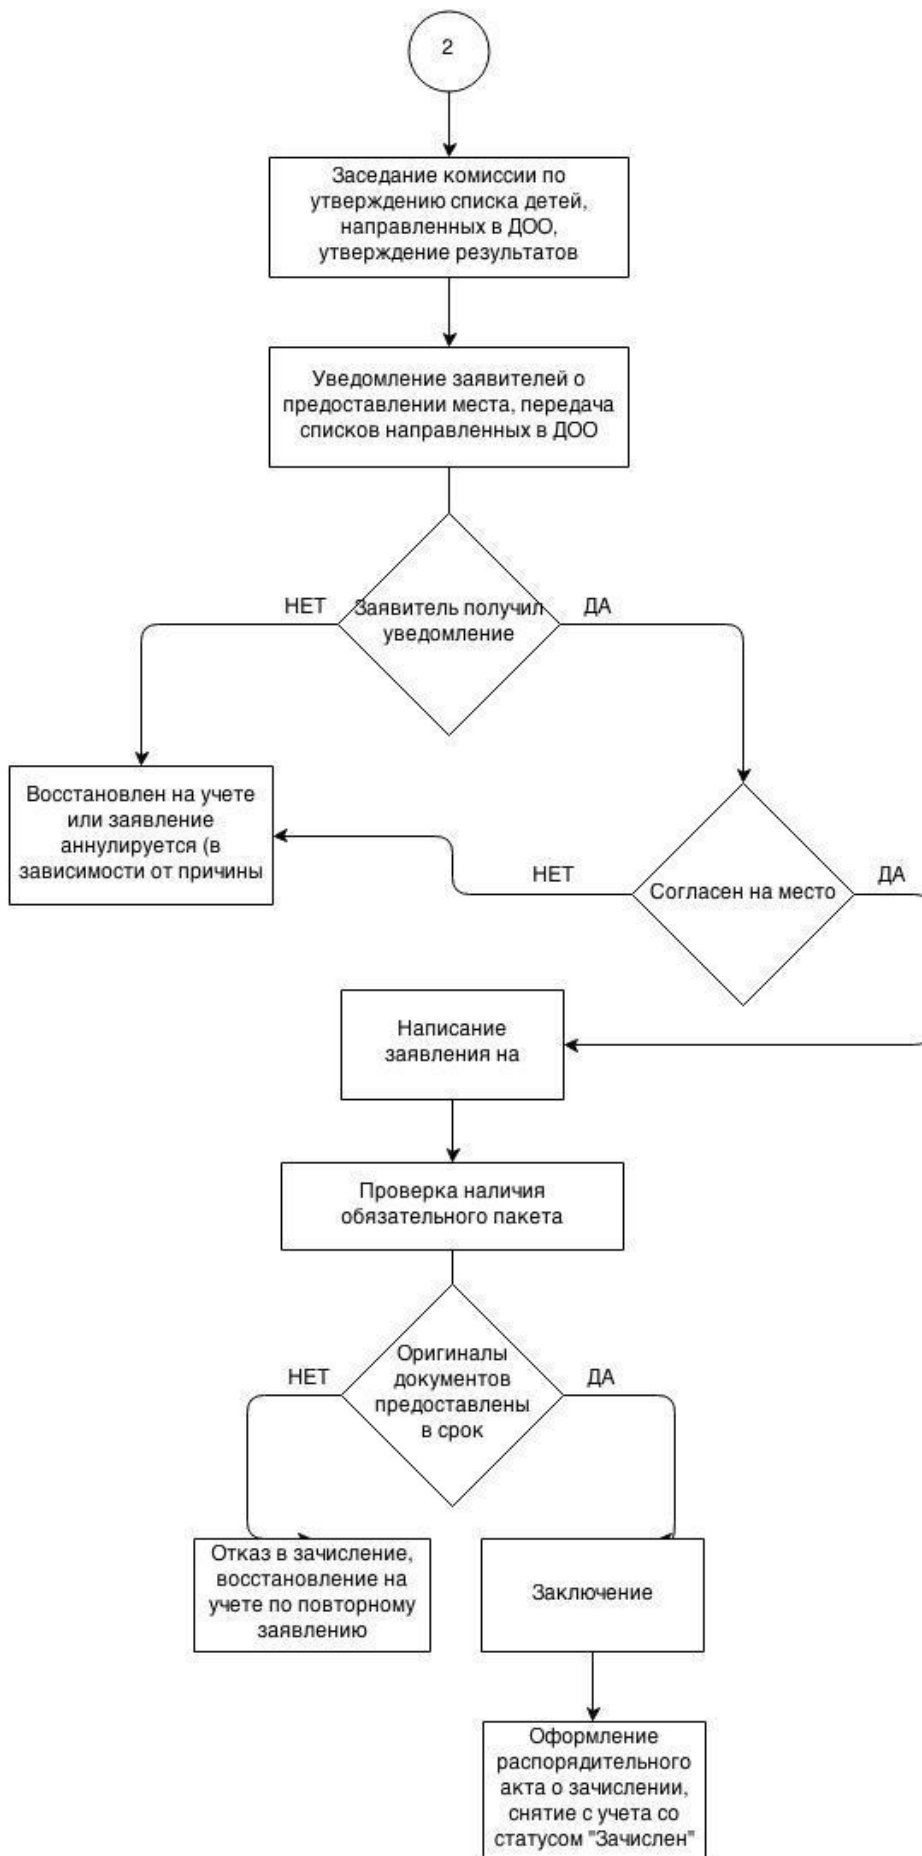 2
Заседание комиссии по
утверждению списка детей,
направленных в ДОО,
утверждение результатов
Уведомление заявителей о
предоставлении места, передача
списков направленных в ДОО
НЕТ
Заявитель получил
уведомление
ДА
Восстановлен на учете
или заявление
аннулируется (в
зависимости от причины
НЕТ
Согласен на место
ДА
Написание
заявления на
Проверка наличия
обязательного пакета
НЕТ
Оригиналы
документов
предоставлены
в срок
ДА
Отказ в зачисление,
восстановление на
учете по повторному
заявлению
Заключение
Оформление
распорядительного
акта о зачислении,
снятие с учета со
статусом "Зачислен"